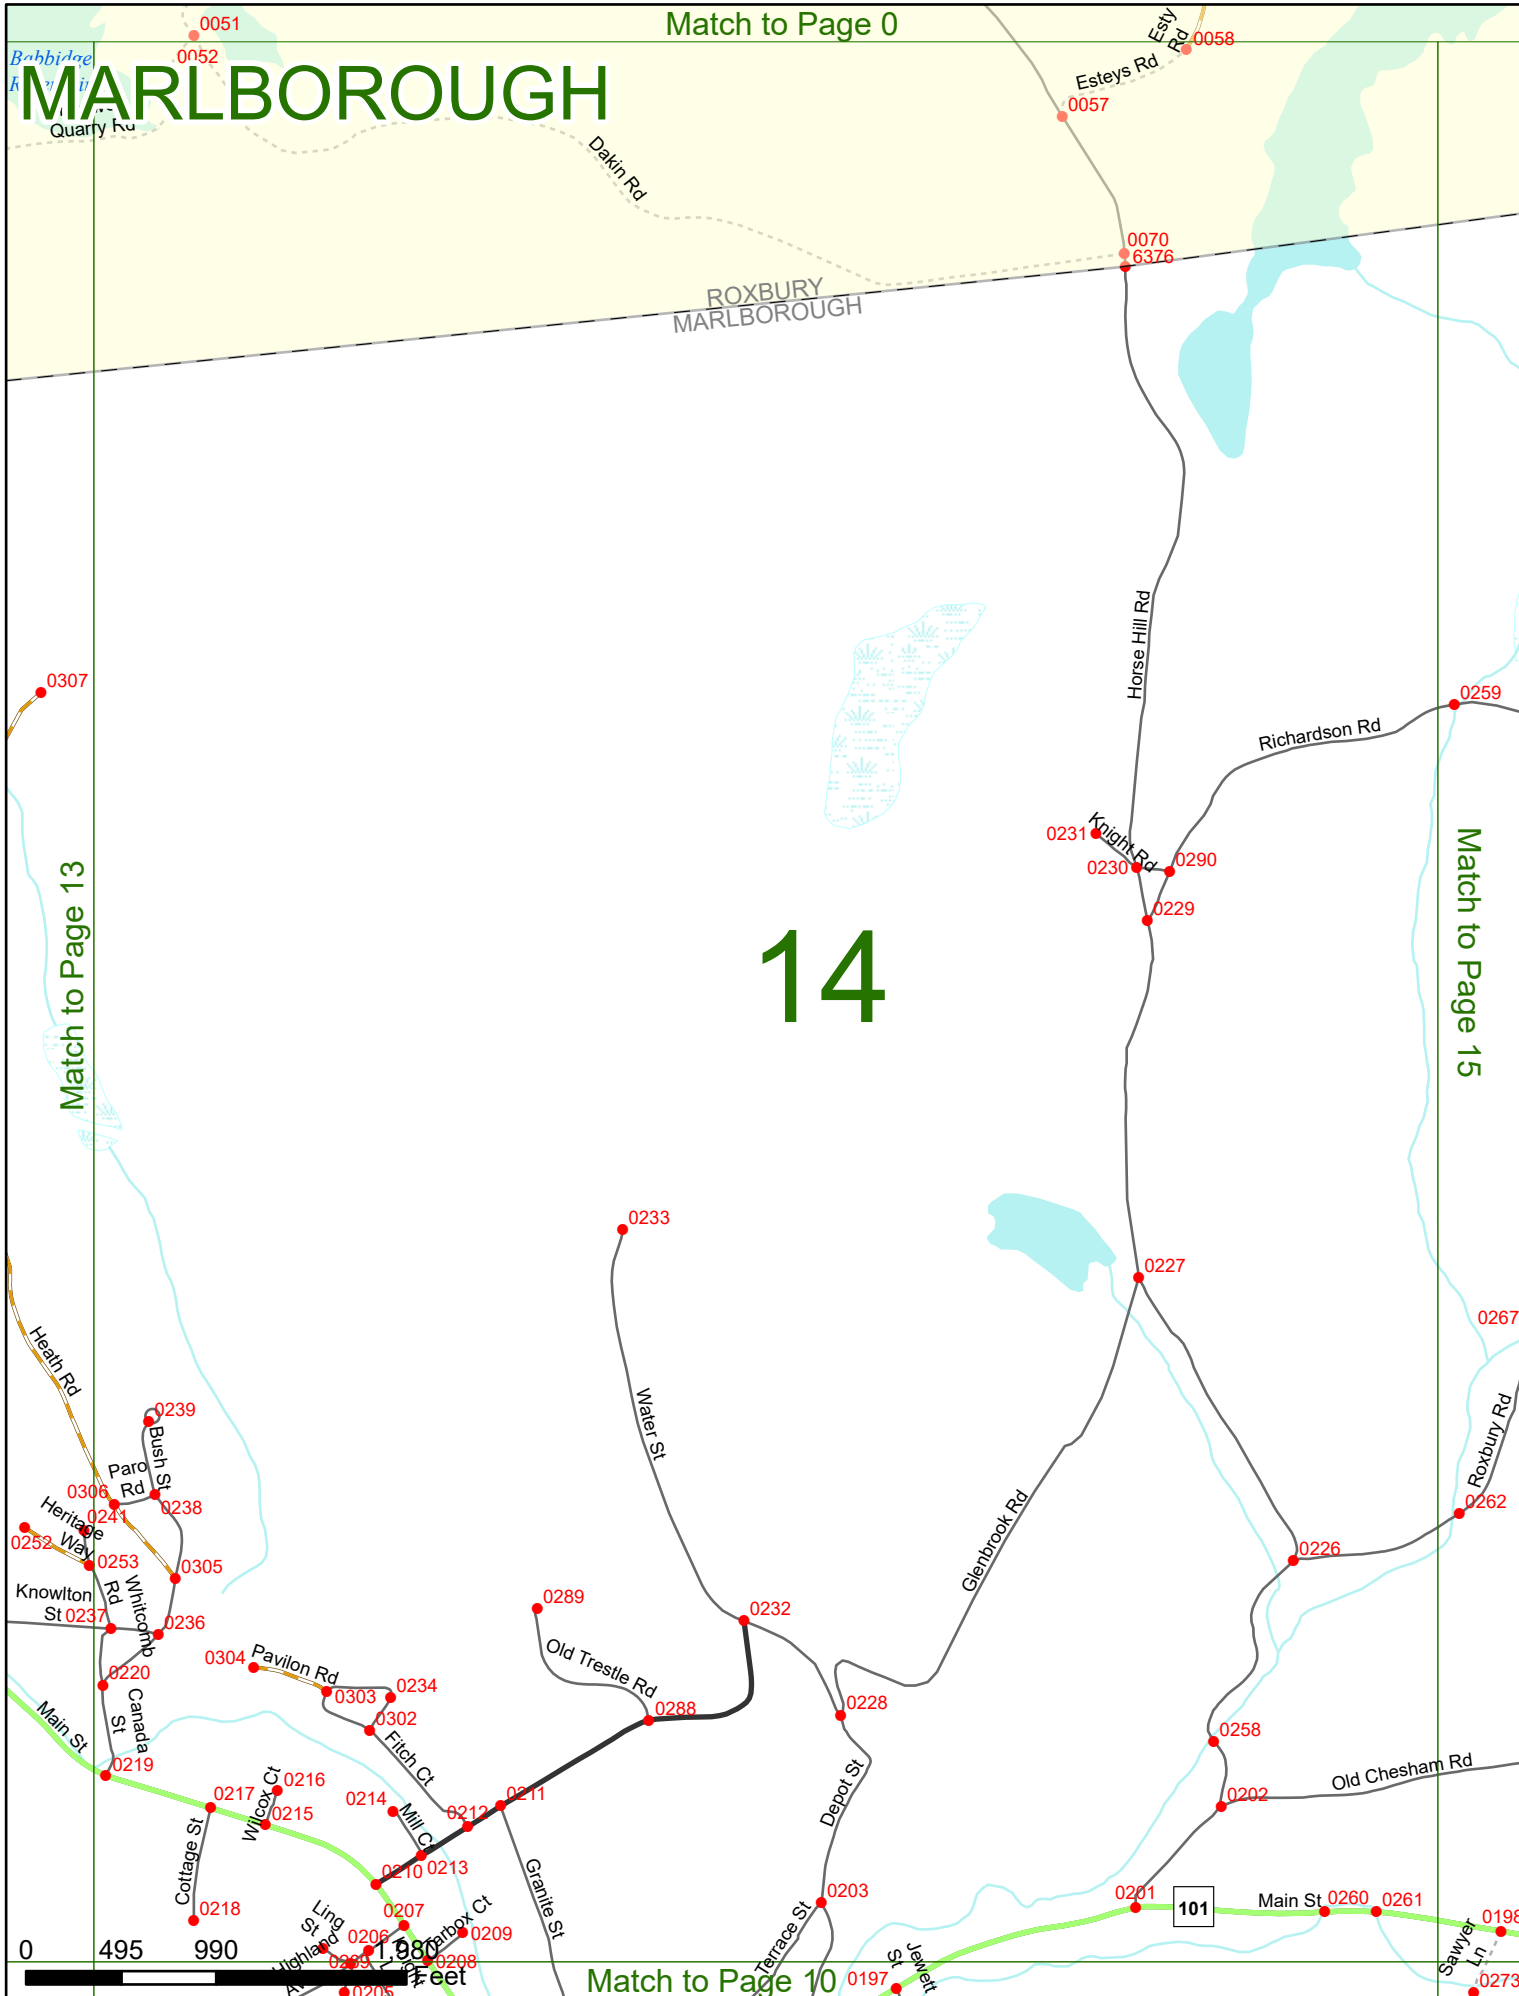 Match to Page 0
0051
0052
0058
Esty
Rd
Esteys Rd
0057
Babbidge
MARLBOROUGH
Quarry Rd
Dakin Rd
0070
6376
ROXBURY
MARLBOROUGH
Horse Hill Rd
0307
0259
Richardson Rd
Knight Rd
0231
0230
0290
0229
Match to Page 13
14
Match to Page 15
0233
0227
0267
Heath Rd
Water St
Roxbury Rd
0239
Bush St
Paro
Rd
0306
0238
0241
Heritage
Way
0252
0253
0305
Glenbrook Rd
0262
0226
Knowlton
St
0237
Whitcomb
Rd
0236
0289
0232
Old Trestle Rd
0304
Pavilon Rd
0303
0234
0302
0220
Canada
St
Main St
0288
0228
0258
Fitch Ct
0219
0217
0216
Wilcox Ct
0215
0214
Mill Ct
0212
0211
0213
0210
Depot St
Old Chesham Rd
0202
Cottage St
0218
Granite St
0203
0201
101
Main St
0260
0261
0198
Ling
St
0207
0206
Tarbox Ct
0209
0208
Highland
0205
Terrace St
Jewett
St
0197
Sawyer
Ln
0273
0
495
990
1,980
Feet
Match to Page 10